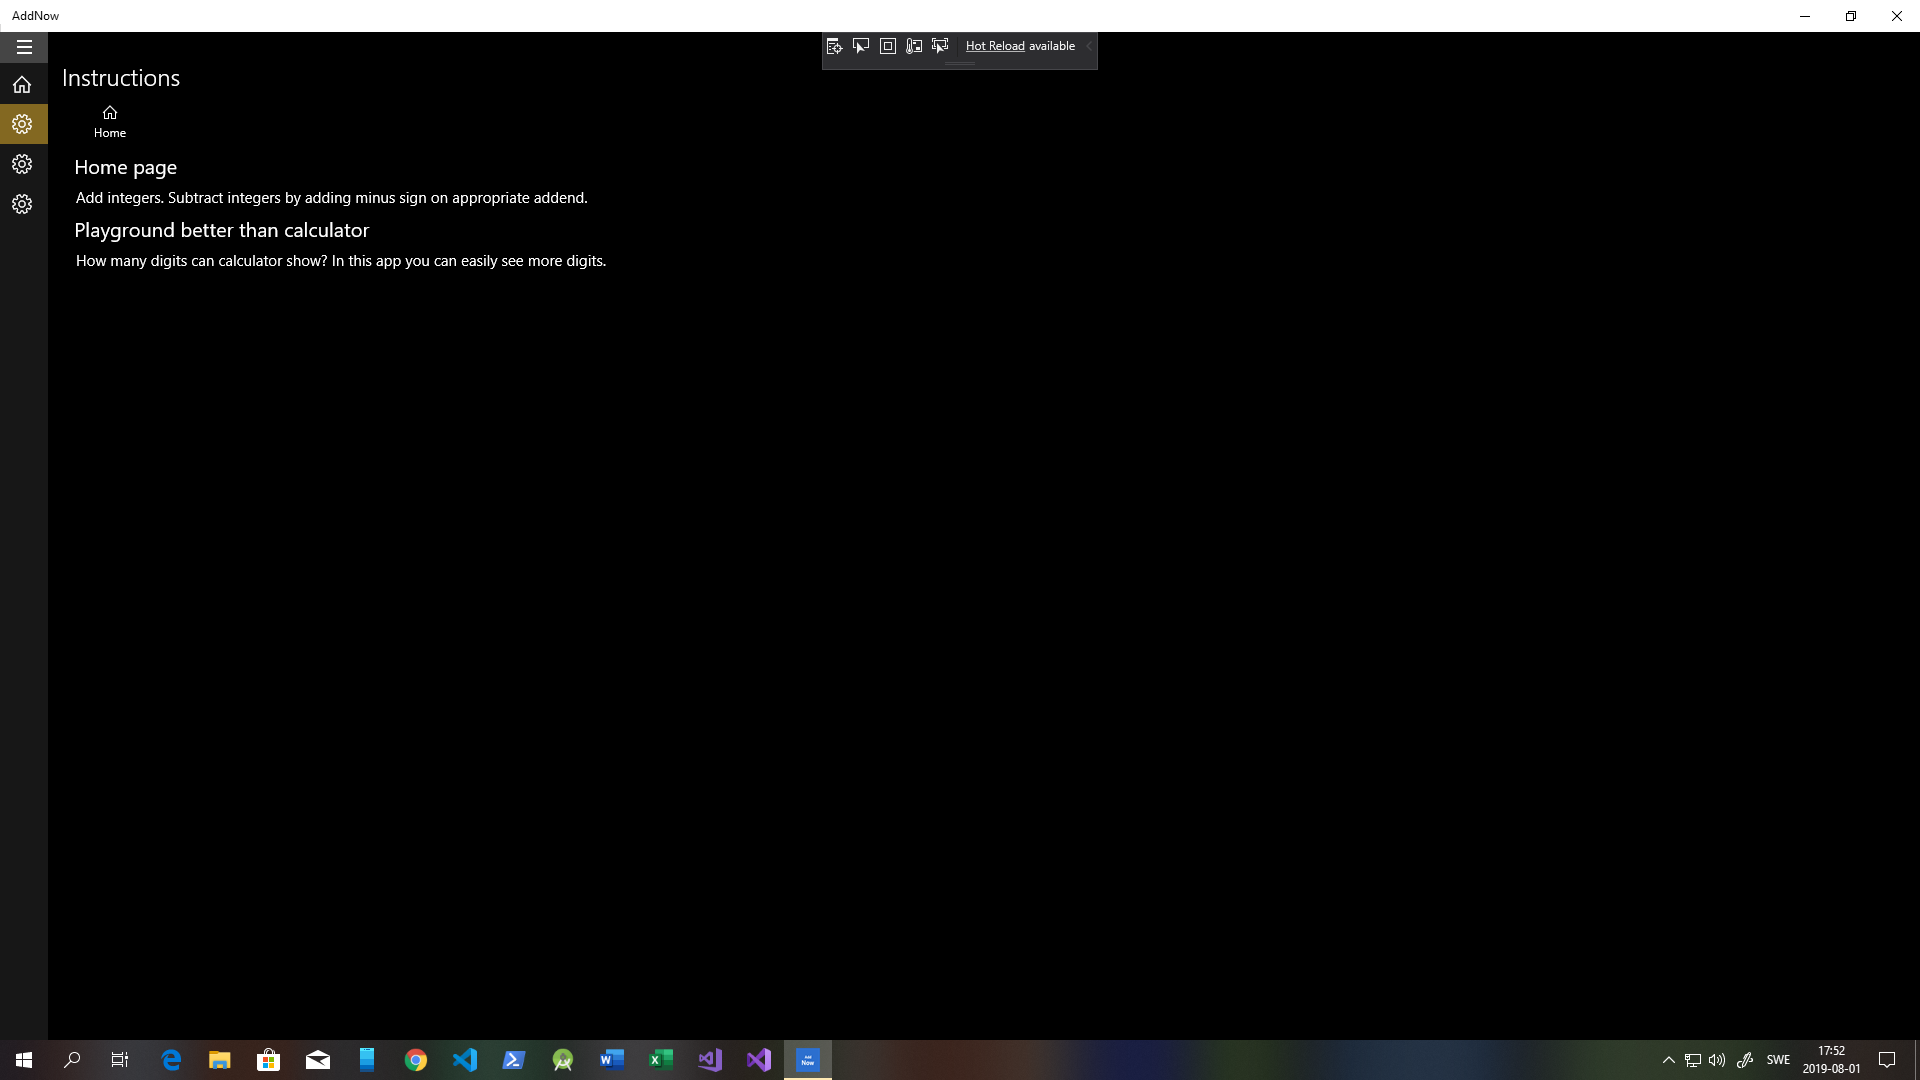 AddNow
Hot Reload available
Instructions
Home
Home page
Add integers. Subtract integers by adding minus sign on appropriate addend.
Playground better than calculator
How many digits can calculator show? In this app you can easily see more digits.
Add
Now
SWE
17:52
2019-08-01